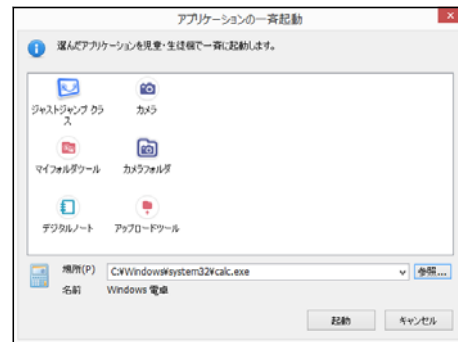 アプリケーションの一斉起動
選んだアプリケーションを児童・生徒機で一斉に起動します。
ジャストジャンプ クラ
ス
カメラ
マイフォルダツール
カメラフォルダ
デジタルノート
アップロードツール
場所(P)
C:¥Windows¥system32¥calc.exe
参照...
名前
Windows 電卓
起動
キャンセル